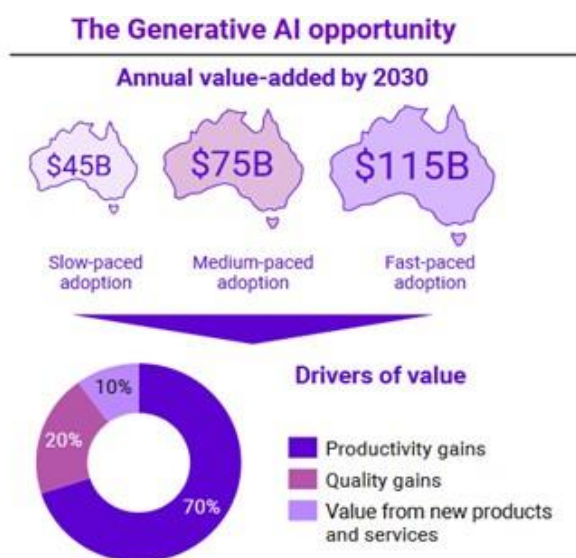 The Generative AI opportunity
Annual value-added by 2030
$45B
$75B
$115B
Slow-paced
adoption
Medium-paced
adoption
Fast-paced
adoption
Drivers of value
10%
20%
70%
Productivity gains
Quality gains
Value from new products
and services